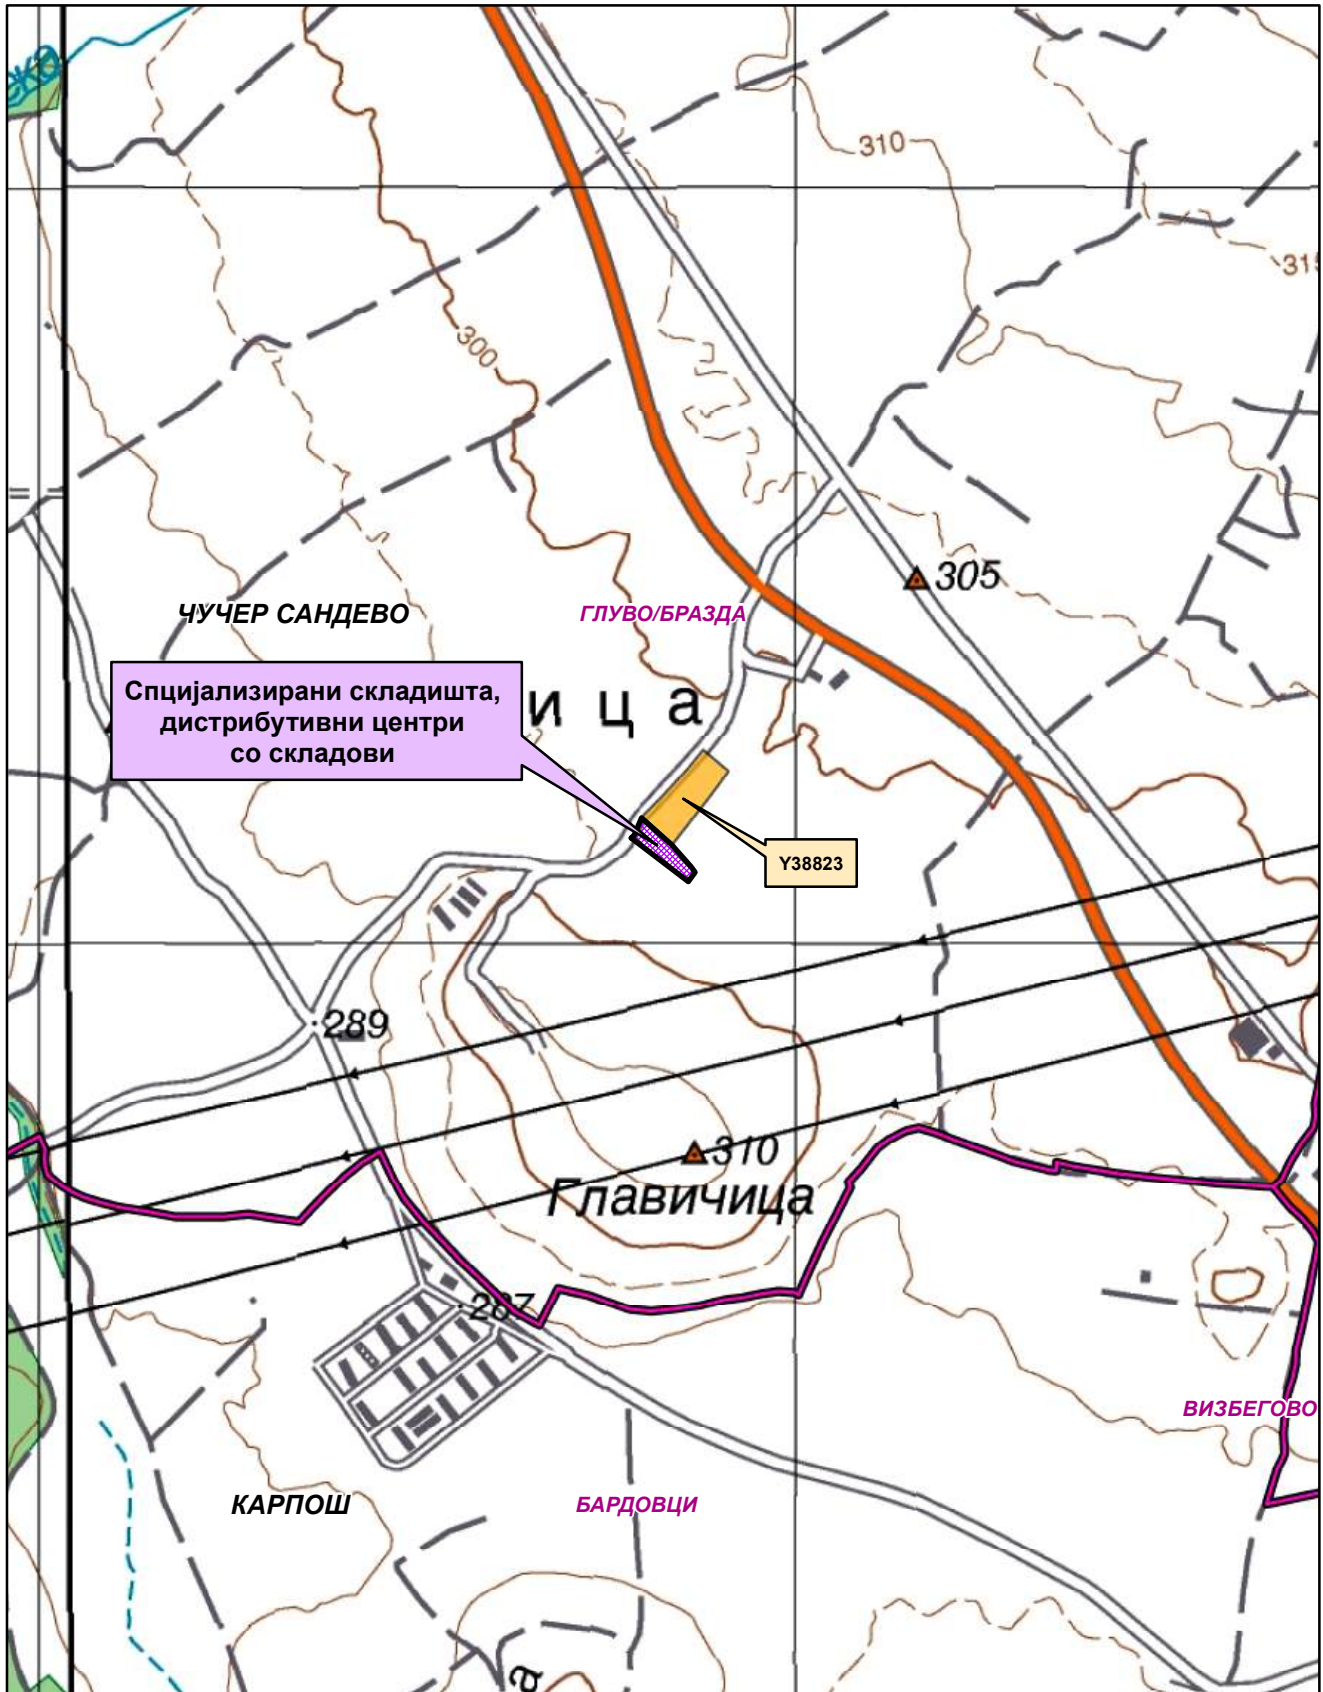 310
315
300
305
ЧУЧЕР САНДЕВО
ГЛУВО/БРАЗДА
Спцијализирани складишта,
дистрибутивни центри
со складови
и ц а
Y38823
289
310
Главичица
287
ВИЗБЕГОВО
КАРПОШ
БАРДОВЦИ
а